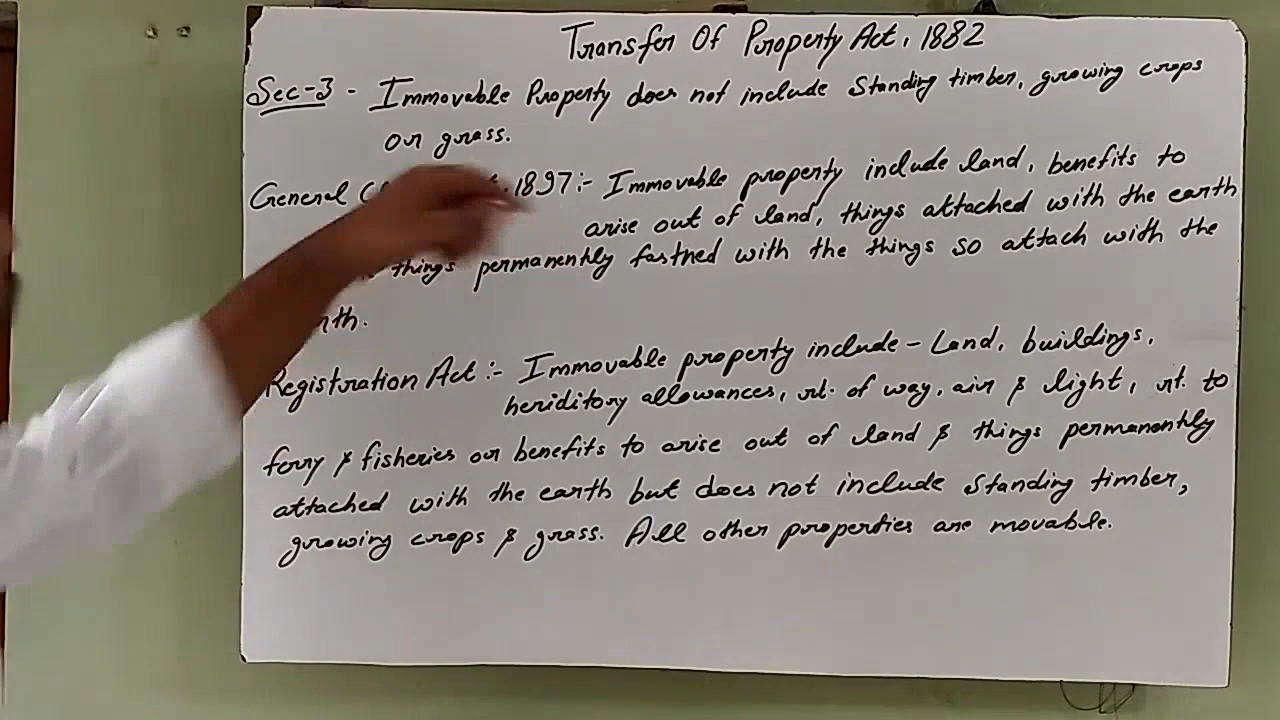 Transfer Of Property Act, 1882
Sec-3 - Immovable Property does not include Standing timber, growing crops
or grass.
General 1897:- Immovable property include land, benefits to
arise out of land, things attached with the earth
things permanently fastned with the things so attach with the
Registration Act:- Immovable property include - Land, buildings,
heriditory allowances, rt. of way, air & light, rt. to
ferry & fisheries or benefits to arise out of land & things permanently
attached with the earth but does not include Standing timber,
growing crops & grass. All other properties are movable.